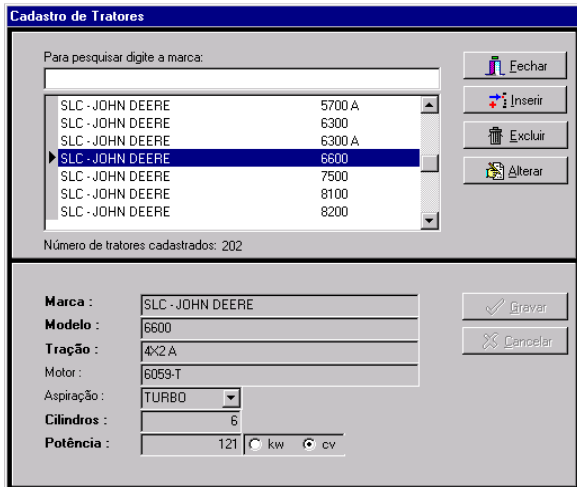 Cadastro de Tratores
Para pesquisar digite a marca:
SLC - JOHN DEERE 5700 A
SLC - JOHN DEERE 6300
SLC - JOHN DEERE 6300 A
SLC - JOHN DEERE 6600
SLC - JOHN DEERE 7500
SLC - JOHN DEERE 8100
SLC - JOHN DEERE 8200
Número de tratores cadastrados: 202
Fechar
Inserir
Excluir
Alterar
Marca : SLC - JOHN DEERE
Modelo : 6600
Tração : 4X2 A
Motor : 6059-T
Aspiração : TURBO
Cilindros : 6
Potência : 121 kw cv
Gravar
Cancelar